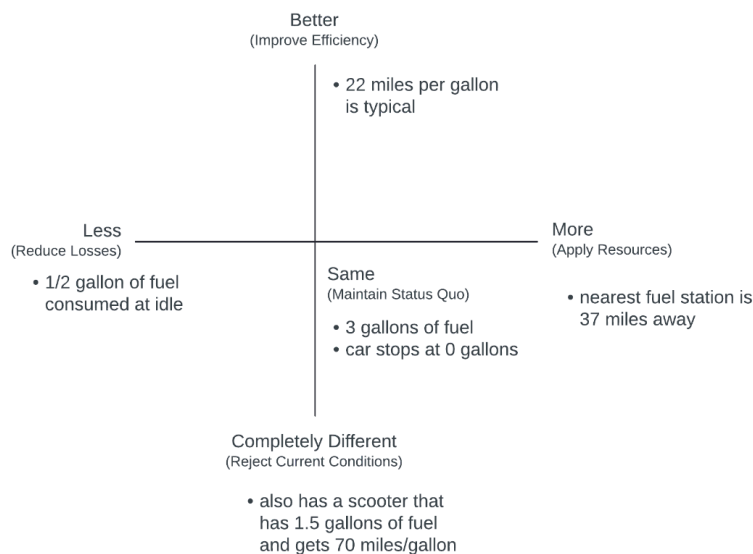 Better
(Improve Efficiency)
• 22 miles per gallon
is typical
Less
(Reduce Losses)
• 1/2 gallon of fuel
consumed at idle
More
(Apply Resources)
• nearest fuel station is
37 miles away
Same
(Maintain Status Quo)
• 3 gallons of fuel
• car stops at 0 gallons
Completely Different
(Reject Current Conditions)
• also has a scooter that
has 1.5 gallons of fuel
and gets 70 miles/gallon